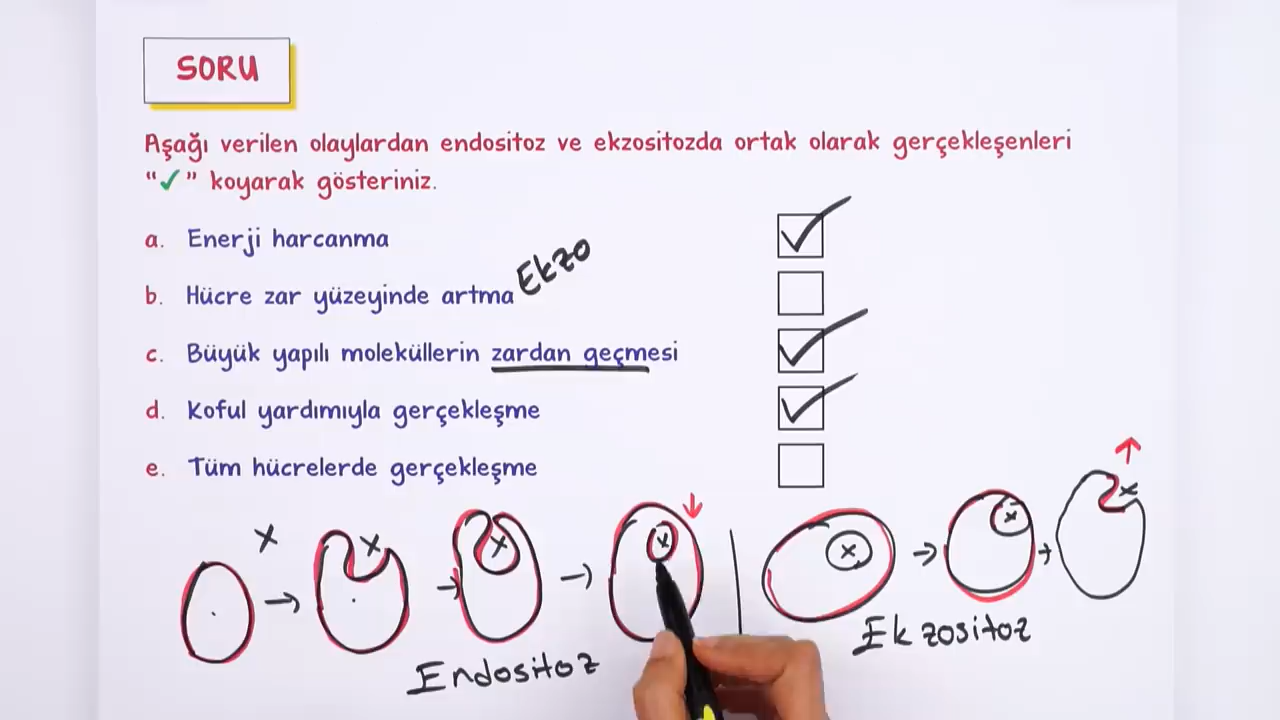 SORU
Aşağı verilen olaylardan endositoz ve ekzositozda ortak olarak gerçekleşenleri
“✓” koyarak gösteriniz.
a. Enerji harcanma
b. Hücre zar yüzeyinde artma Ekzo
c. Büyük yapılı moleküllerin zardan geçmesi
d. Koful yardımıyla gerçekleşme
e. Tüm hücrelerde gerçekleşme
x x x x x x x
Endositoz
Ekzositoz